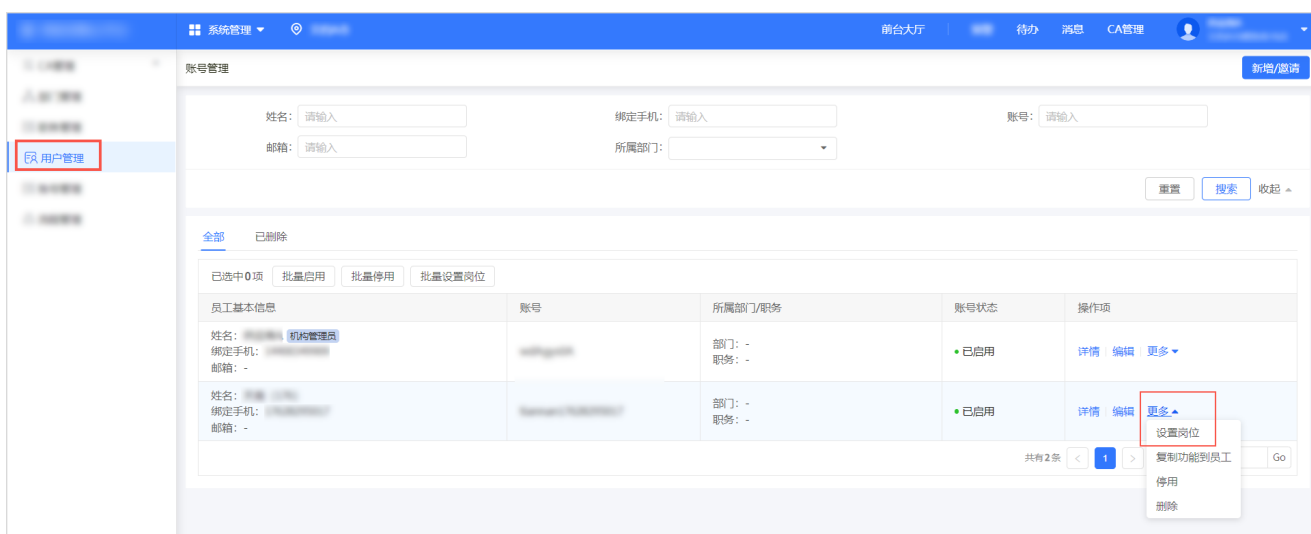 系统管理
前台大厅 待办 消息 CA管理
账号管理 新增/邀请
姓名: 请输入 绑定手机: 请输入 账号: 请输入
邮箱: 请输入 所属部门:
用户管理
重置 搜索 收起
全部 已删除
已选中0项 批量启用 批量停用 批量设置岗位
员工基本信息 账号 所属部门/职务 账号状态 操作项
姓名: 机构管理员
绑定手机:
邮箱: -
部门: -
职务: -
已启用
详情 编辑 更多
姓名:
绑定手机:
邮箱: -
部门: -
职务: -
已启用
详情 编辑 更多
设置岗位
复制功能到员工
停用
删除
共有2条 < 1 > Go